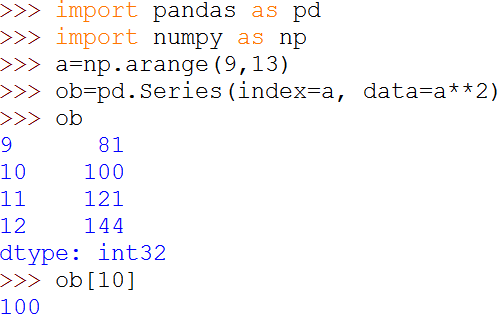 >>> import pandas as pd
>>> import numpy as np
>>> a=np.arange(9,13)
>>> ob=pd.Series(index=a, data=a**2)
>>> ob
9      81
10    100
11    121
12    144
dtype: int32
>>> ob[10]
100